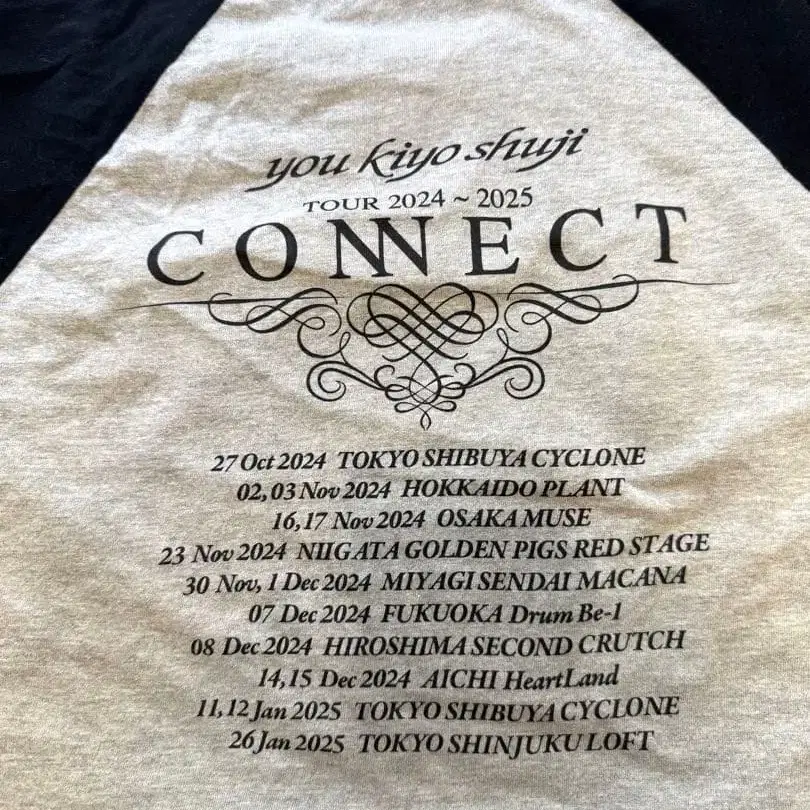 you kiyo shuji
TOUR 2024 ~ 2025
CONNECT
27 Oct 2024 TOKYO SHIBUYA CYCLONE
02, 03 Nov 2024 HOKKAIDO PLANT
16, 17 Nov 2024 OSAKA MUSE
23 Nov 2024 NIIGATA GOLDEN PIGS RED STAGE
30 Nov, 1 Dec 2024 MIYAGI SENDAI MACANA
07 Dec 2024 FUKUOKA Drum Be-1
08 Dec 2024 HIROSHIMA SECOND CRUTCH
14, 15 Dec 2024 AICHI HeartLand
11, 12 Jan 2025 TOKYO SHIBUYA CYCLONE
26 Jan 2025 TOKYO SHINJUKU LOFT